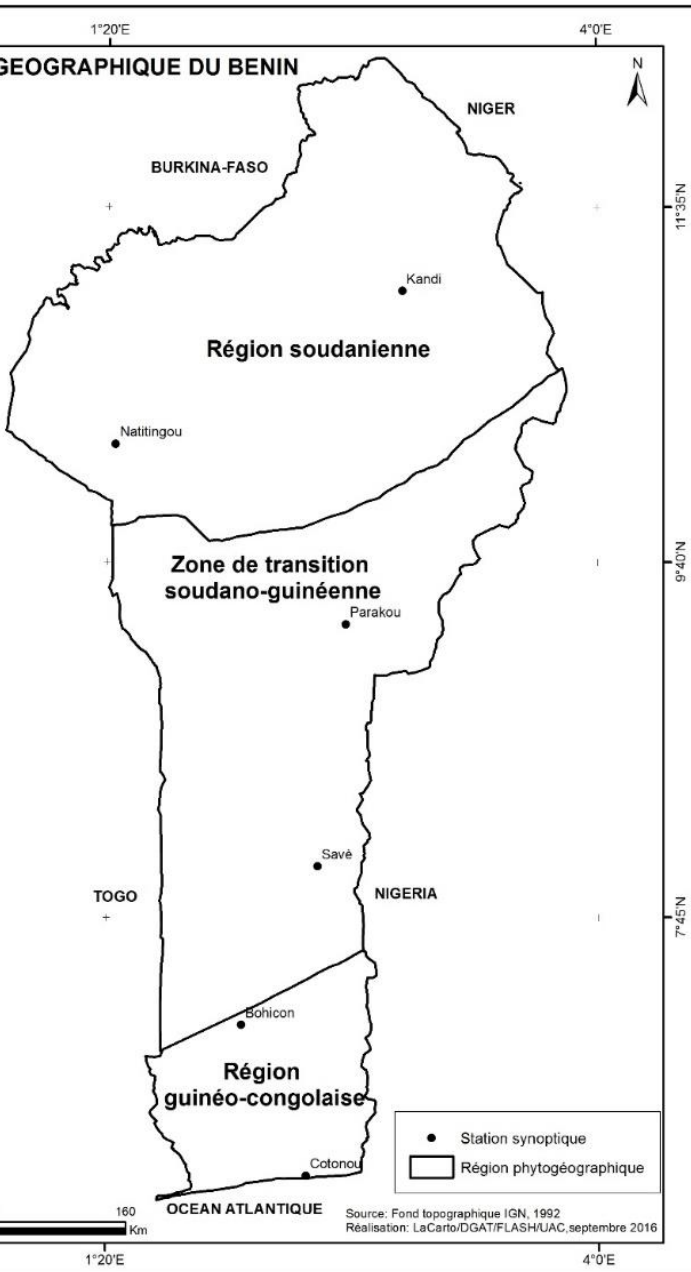 1°20'E
4°0'E
GEOGRAPHIQUE DU BENIN
N
NIGER
BURKINA-FASO
11°35'N
Kandi
Région soudanienne
Natitingou
9°40'N
Zone de transition
soudano-guinéenne
Parakou
Savè
TOGO
NIGERIA
7°45'N
Bohicon
Région
guinéo-congolaise
Station synoptique
Région phytogéographique
Cotonou
OCEAN ATLANTIQUE
160
Km
Source: Fond topographique IGN, 1992
Réalisation: LaCarto/DGAT/FLASH/UAC,septembre 2016
1°20'E
4°0'E